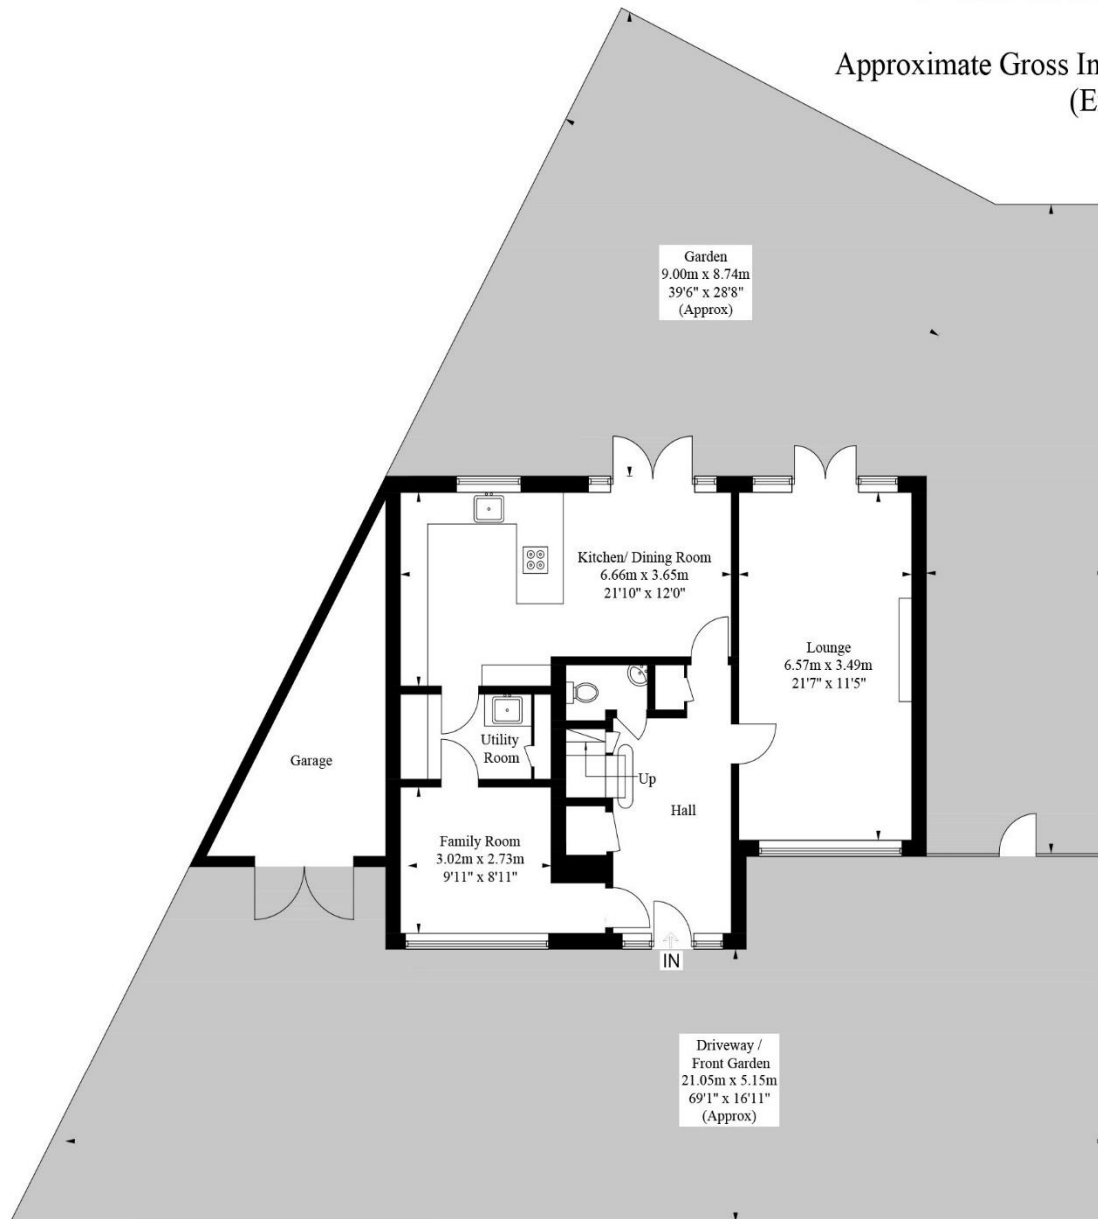 Approximate Gross In
(E
Garden
9.00m x 8.74m
39'6" x 28'8"
(Approx)
Kitchen/ Dining Room
6.66m x 3.65m
21'10" x 12'0"
Lounge
6.57m x 3.49m
21'7" x 11'5"
Utility
Room
Garage
Up
Hall
Family Room
3.02m x 2.73m
9'11" x 8'11"
IN
Driveway /
Front Garden
21.05m x 5.15m
69'1" x 16'11"
(Approx)